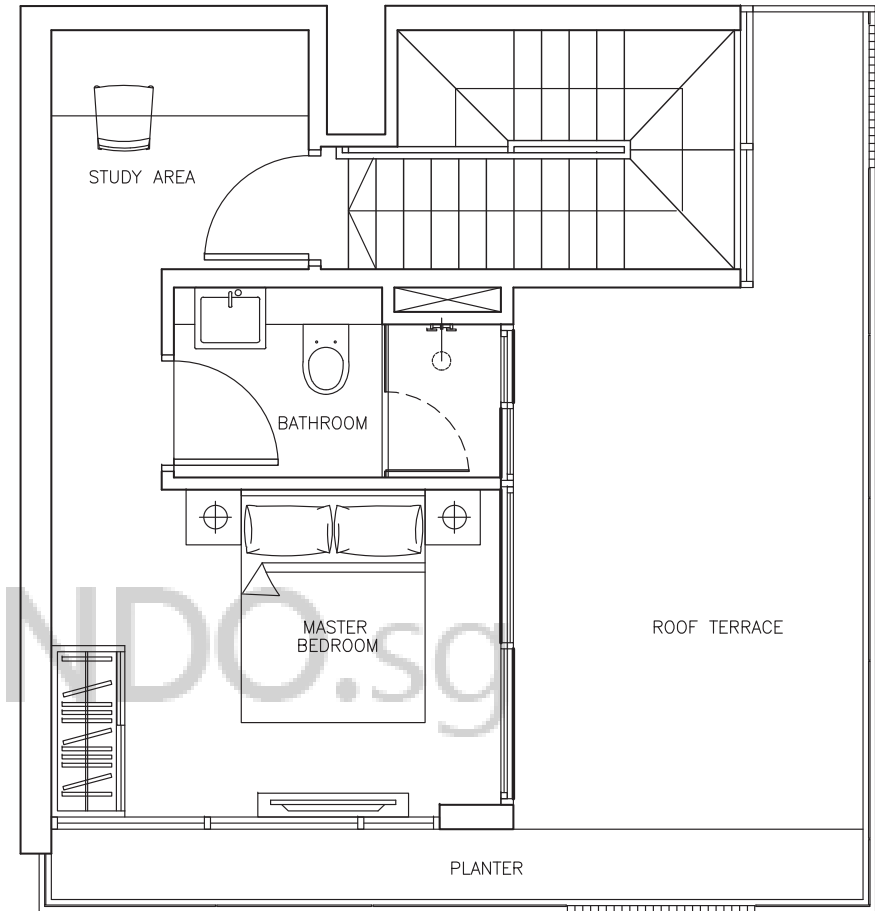 STUDY AREA
BATHROOM
MASTER
BEDROOM
ROOF TERRACE
NDO.sg
PLANTER